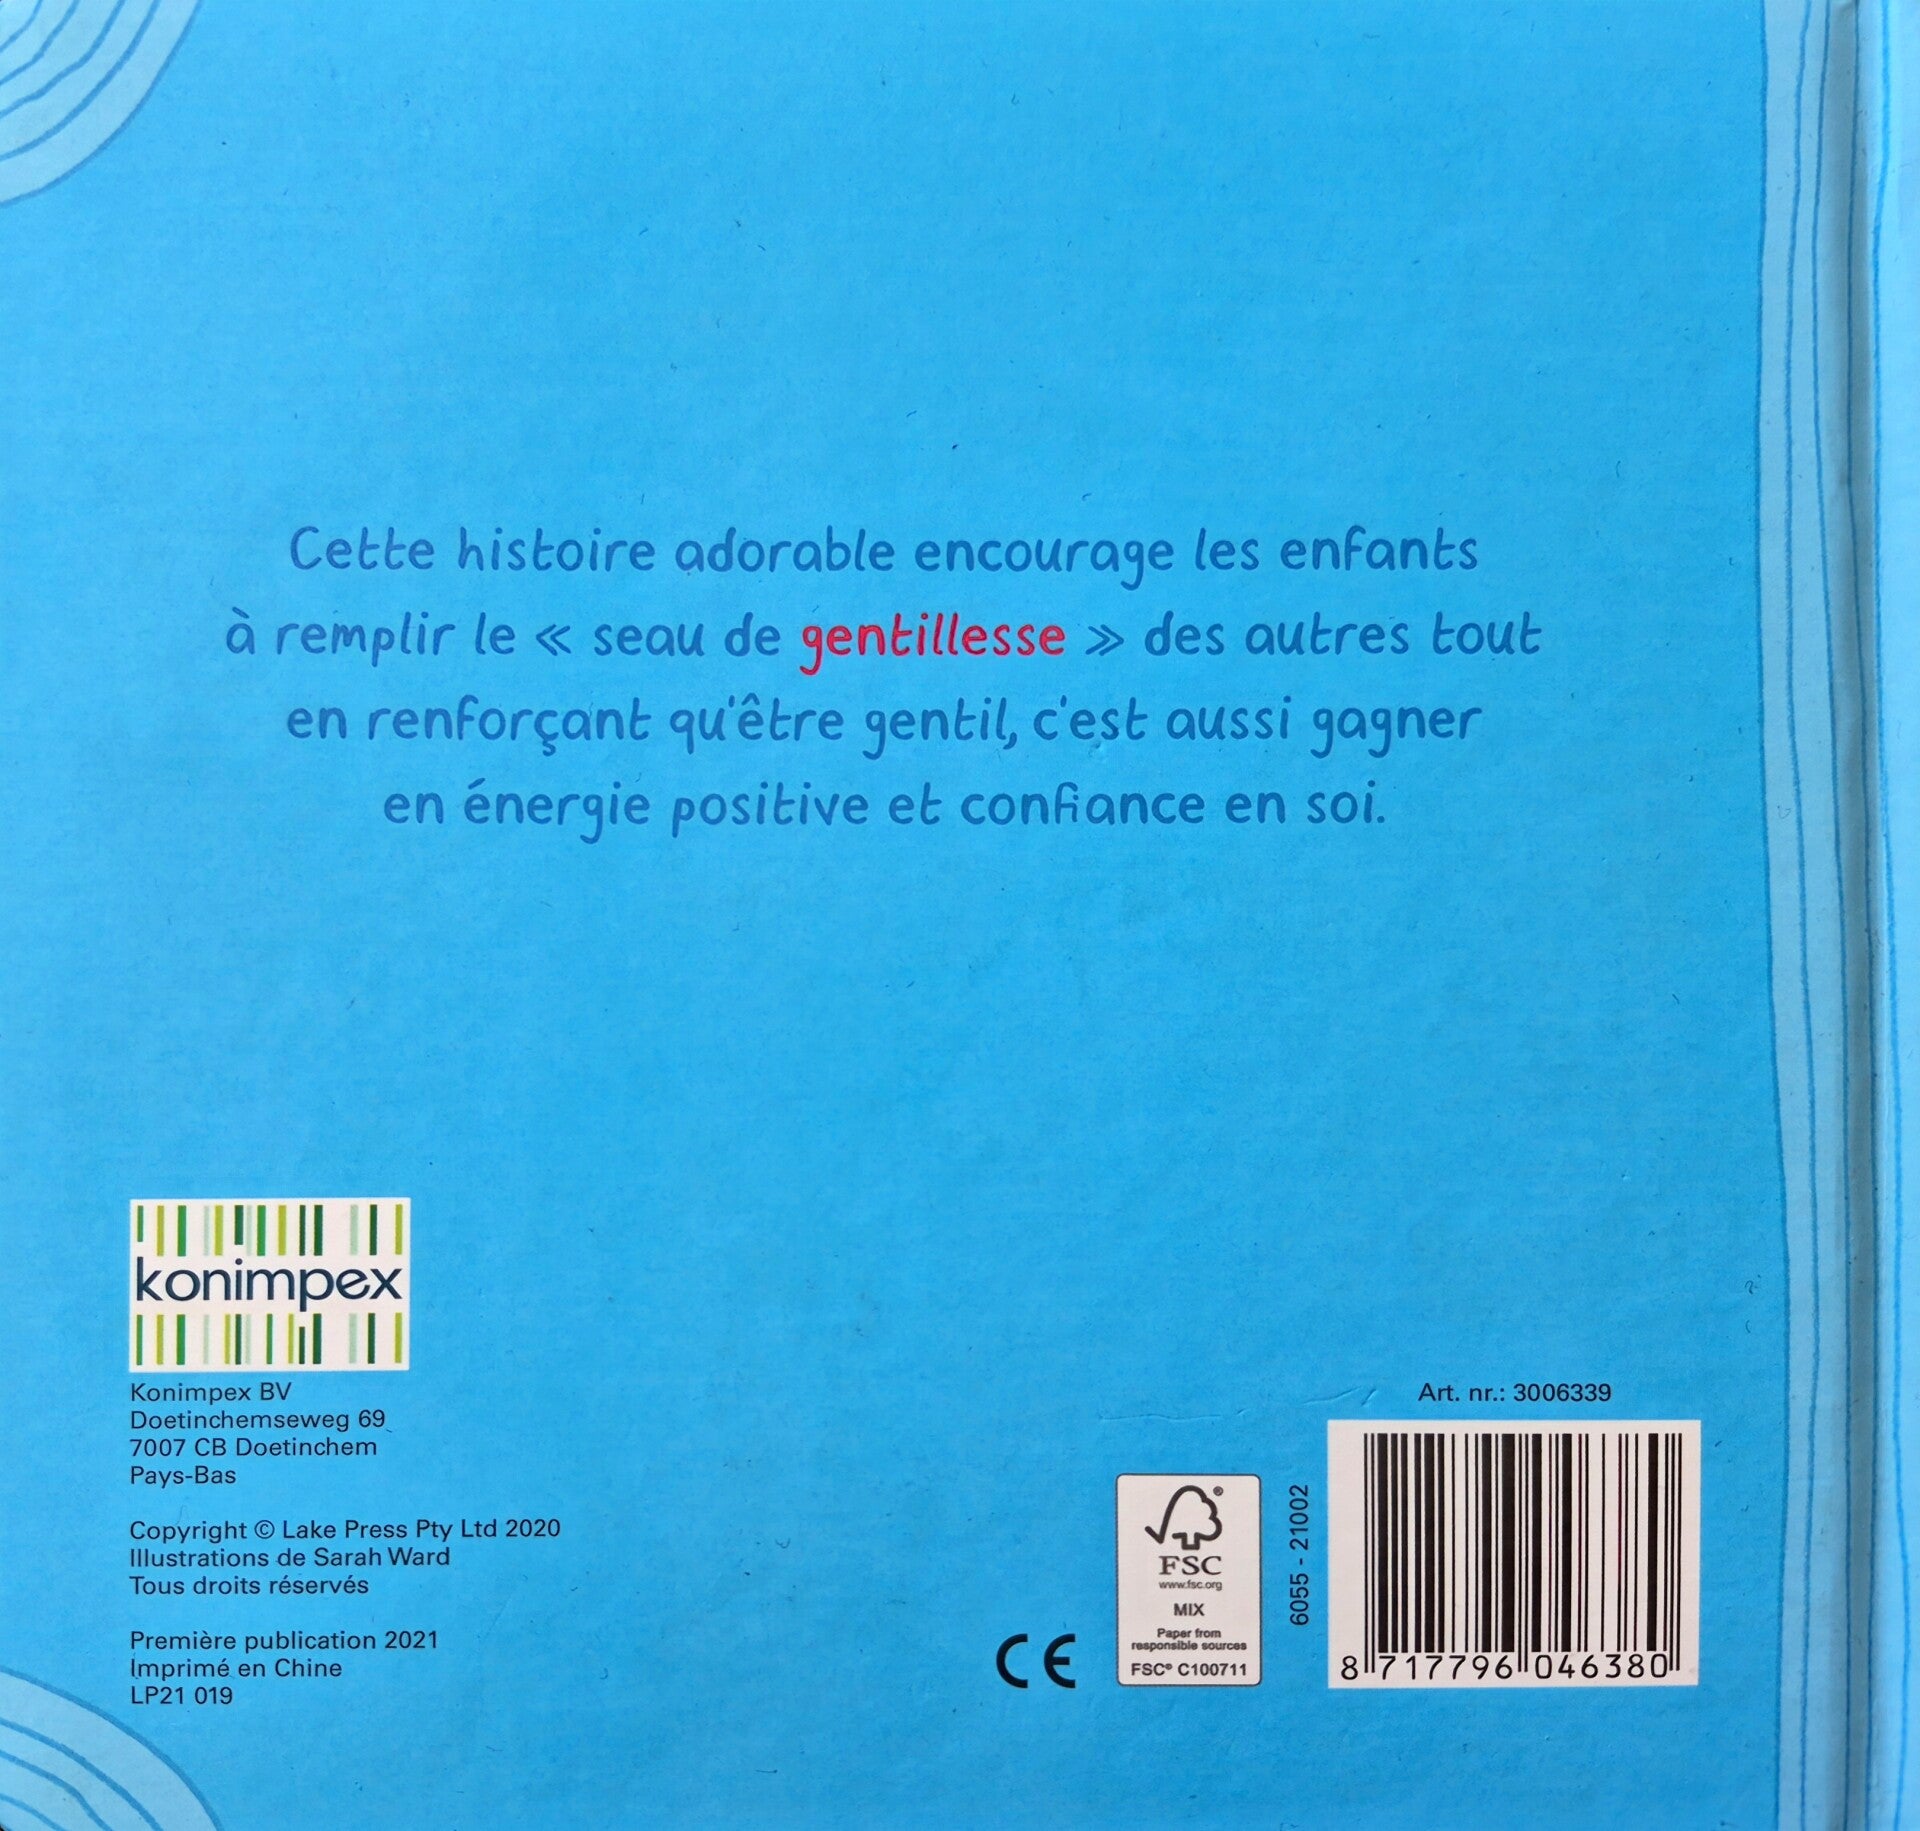 Cette histoire adorable encourage les enfants
à remplir le « seau de gentillesse » des autres tout
en renforçant qu'être gentil, c'est aussi gagner
en énergie positive et confiance en soi.
konimpex
Konimpex BV
Doetinchemseweg 69
7007 CB Doetinchem
Pays-Bas
Copyright © Lake Press Pty Ltd 2020
Illustrations de Sarah Ward
Tous droits réservés
Première publication 2021
Imprimé en Chine
LP21 019
CE
FSC
www.fsc.org
MIX
Paper from
responsible sources
FSC® C100711
6055 - 21002
Art. nr.: 3006339
8 717796 046380